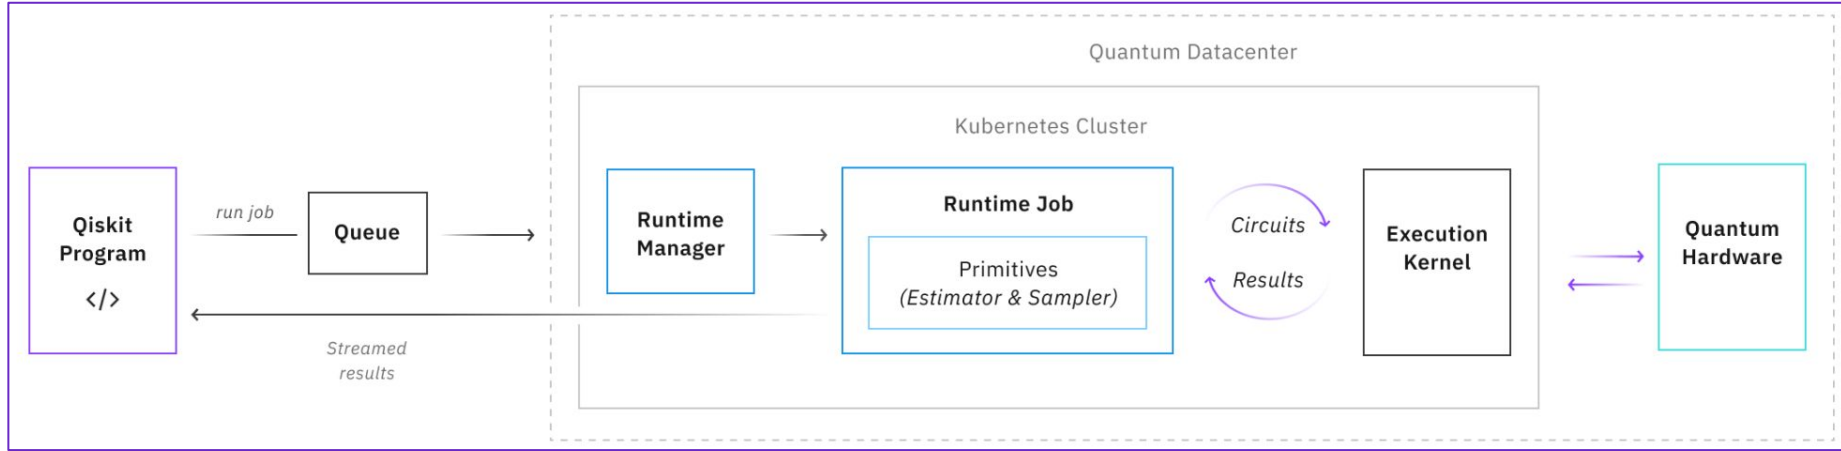 Quantum Datacenter
Kubernetes Cluster
Qiskit
Program
</>
run job
Queue
Runtime
Manager
Runtime Job
Primitives
(Estimator & Sampler)
Circuits
Results
Execution
Kernel
Quantum
Hardware
Streamed
results